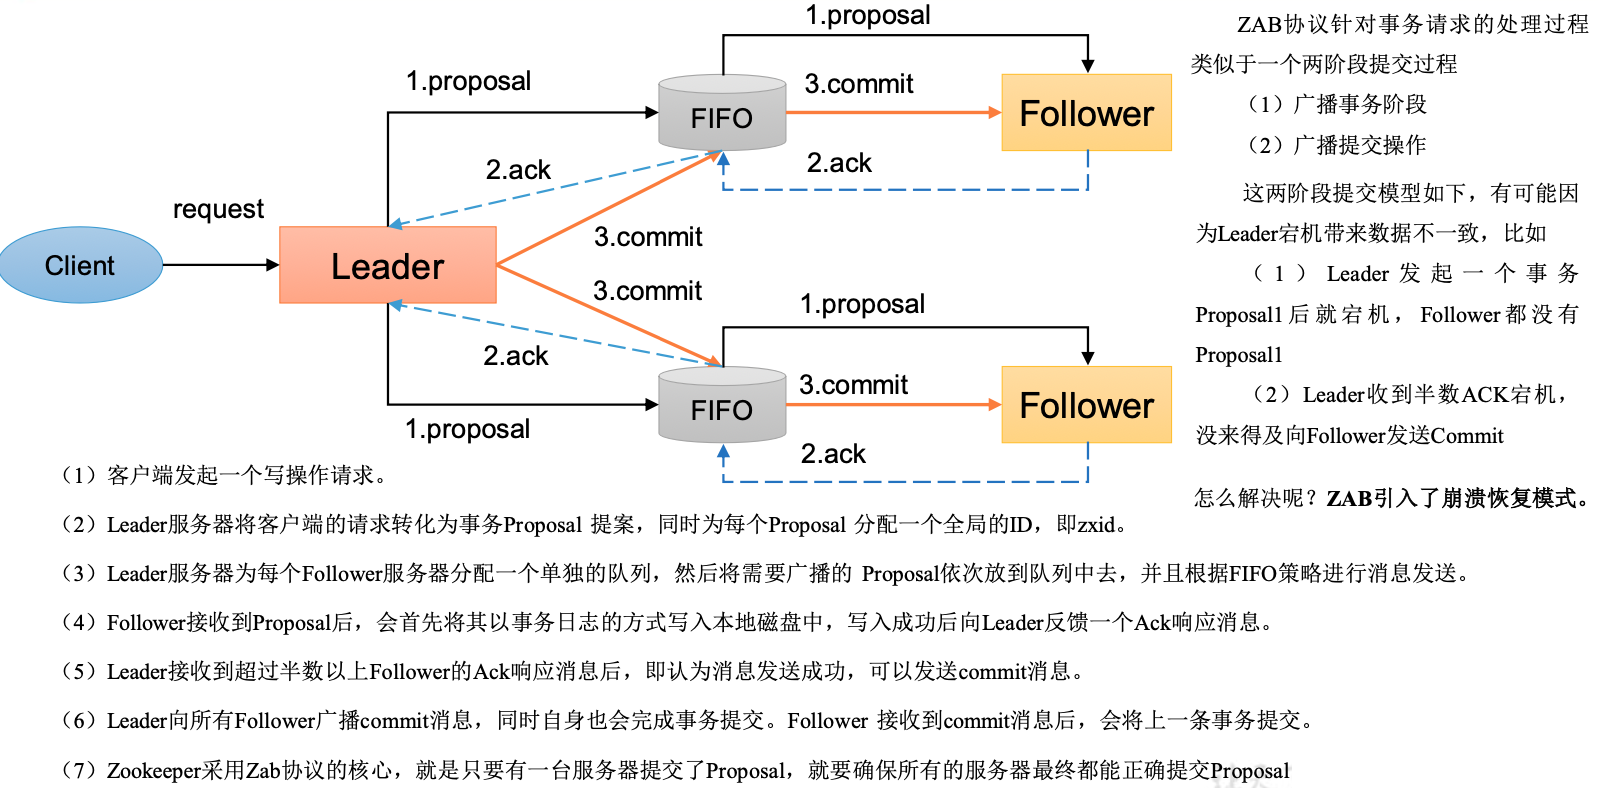 1.proposal
1.proposal
3.commit
FIFO
Follower
2.ack
2.ack
request
3.commit
Client
Leader
3.commit
1.proposal
2.ack
3.commit
FIFO
Follower
1.proposal
2.ack
ZAB协议针对事务请求的处理过程
类似于一个两阶段提交过程
（1）广播事务阶段
（2）广播提交操作
这两阶段提交模型如下，有可能因
为Leader宕机带来数据不一致，比如
（1）Leader发起一个事务
Proposal1后就宕机，Follower都没有
Proposal1
（2）Leader收到半数ACK宕机，
没来得及向Follower发送Commit
怎么解决呢？ZAB引入了崩溃恢复模式。
（1）客户端发起一个写操作请求。
（2）Leader服务器将客户端的请求转化为事务Proposal 提案，同时为每个Proposal 分配一个全局的ID，即zxid。
（3）Leader服务器为每个Follower服务器分配一个单独的队列，然后将需要广播的 Proposal依次放到队列中去，并且根据FIFO策略进行消息发送。
（4）Follower接收到Proposal后，会首先将其以事务日志的方式写入本地磁盘中，写入成功后向Leader反馈一个Ack响应消息。
（5）Leader接收到超过半数以上Follower的Ack响应消息后，即认为消息发送成功，可以发送commit消息。
（6）Leader向所有Follower广播commit消息，同时自身也会完成事务提交。Follower 接收到commit消息后，会将上一条事务提交。
（7）Zookeeper采用Zab协议的核心，就是只要有一台服务器提交了Proposal，就要确保所有的服务器最终都能正确提交Proposal